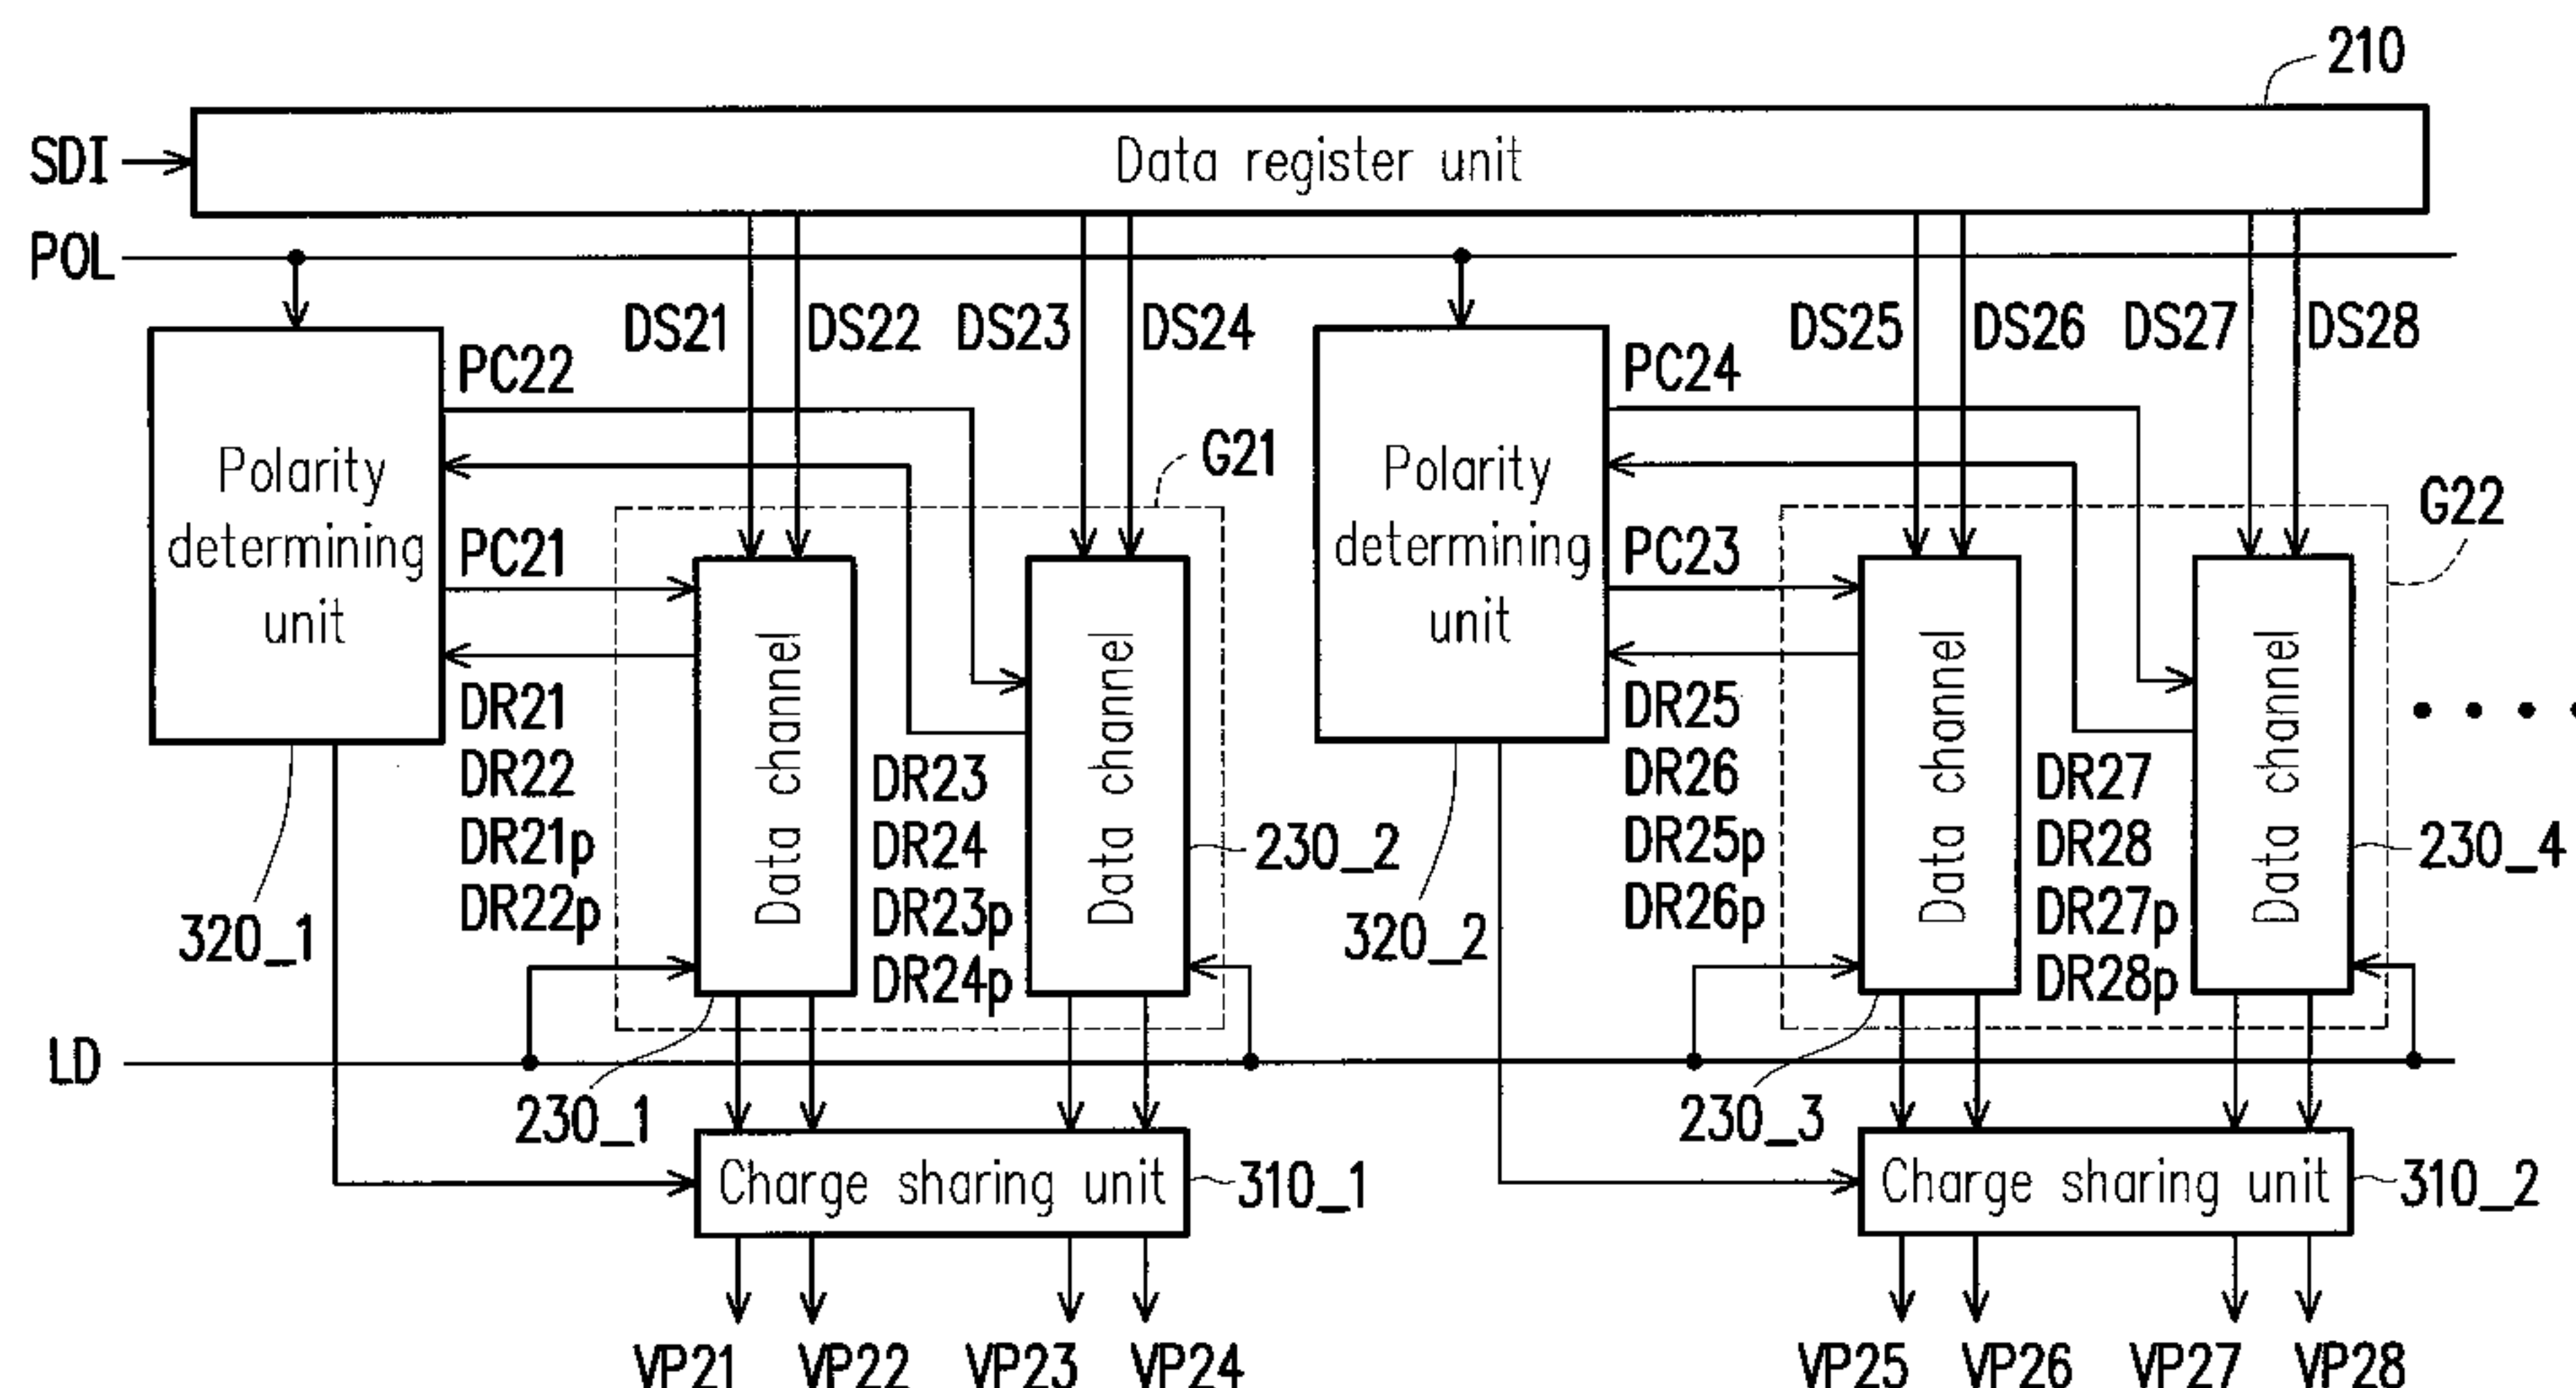 210
SDI
Data register unit
POL
DS21
DS22
DS23
DS24
DS25
DS26
DS27
DS28
PC22
PC24
G21
G22
Polarity
determining
unit
PC21
Polarity
determining
unit
PC23
Data channel
Data channel
Data channel
Data channel
DR21
DR22
DR21p
DR22p
DR23
DR24
DR23p
DR24p
DR25
DR26
DR25p
DR26p
DR27
DR28
DR27p
DR28p
230_2
230_4
320_1
320_2
LD
230_1
230_3
Charge sharing unit
310_1
Charge sharing unit
310_2
VP21
VP22
VP23
VP24
VP25
VP26
VP27
VP28